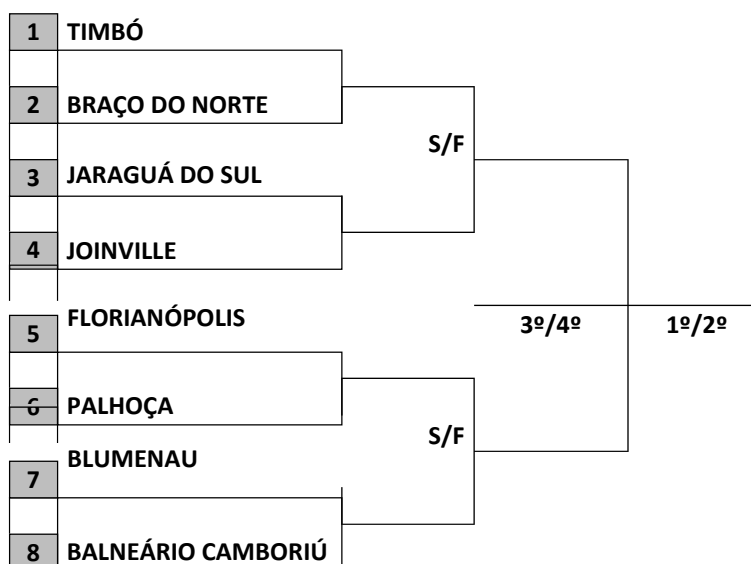 1 TIMBÓ
2 BRAÇO DO NORTE
S/F
3 JARAGUÁ DO SUL
4 JOINVILLE
5 FLORIANÓPOLIS
3º/4º 1º/2º
6 PALHOÇA
S/F
7 BLUMENAU
8 BALNEÁRIO CAMBORIÚ